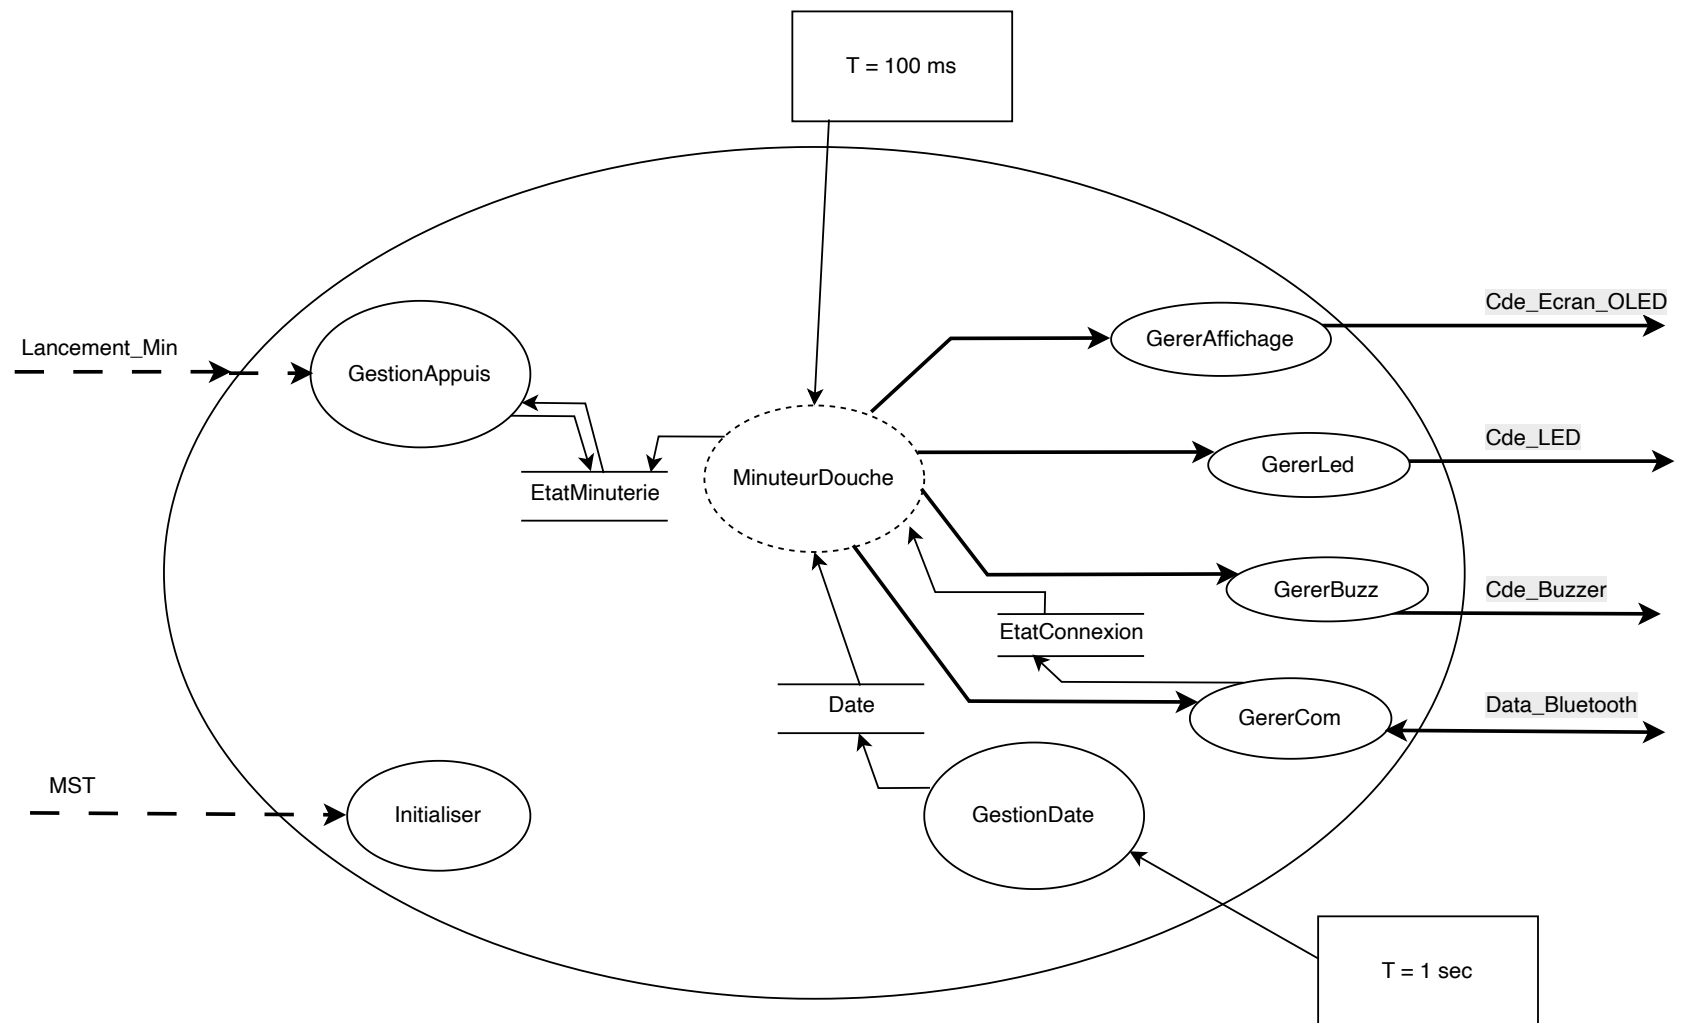 T = 100 ms
Cde_Ecran_OLED
Lancement_Min
GererAffichage
GestionAppuis
Cde_LED
GererLed
MinuteurDouche
EtatMinuterie
GererBuzz
Cde_Buzzer
EtatConnexion
Date
GererCom
Data_Bluetooth
MST
Initialiser
GestionDate
T = 1 sec